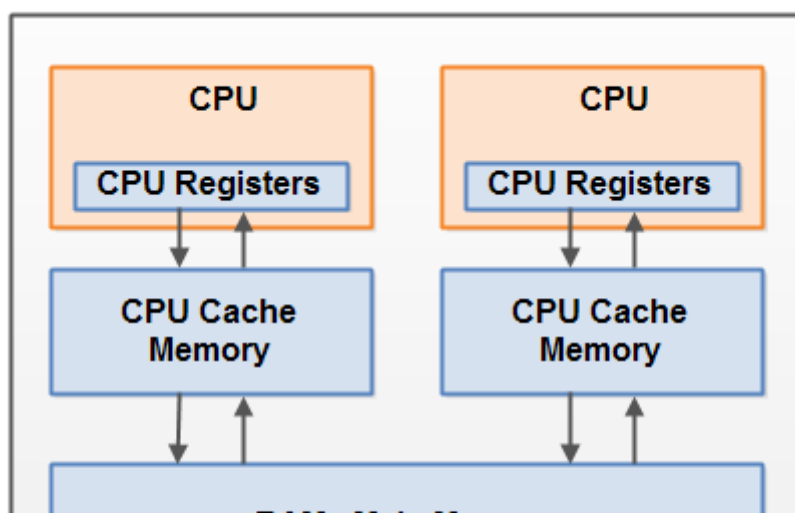 CPU
CPU
CPU Registers
CPU Registers
CPU Cache
Memory
CPU Cache
Memory